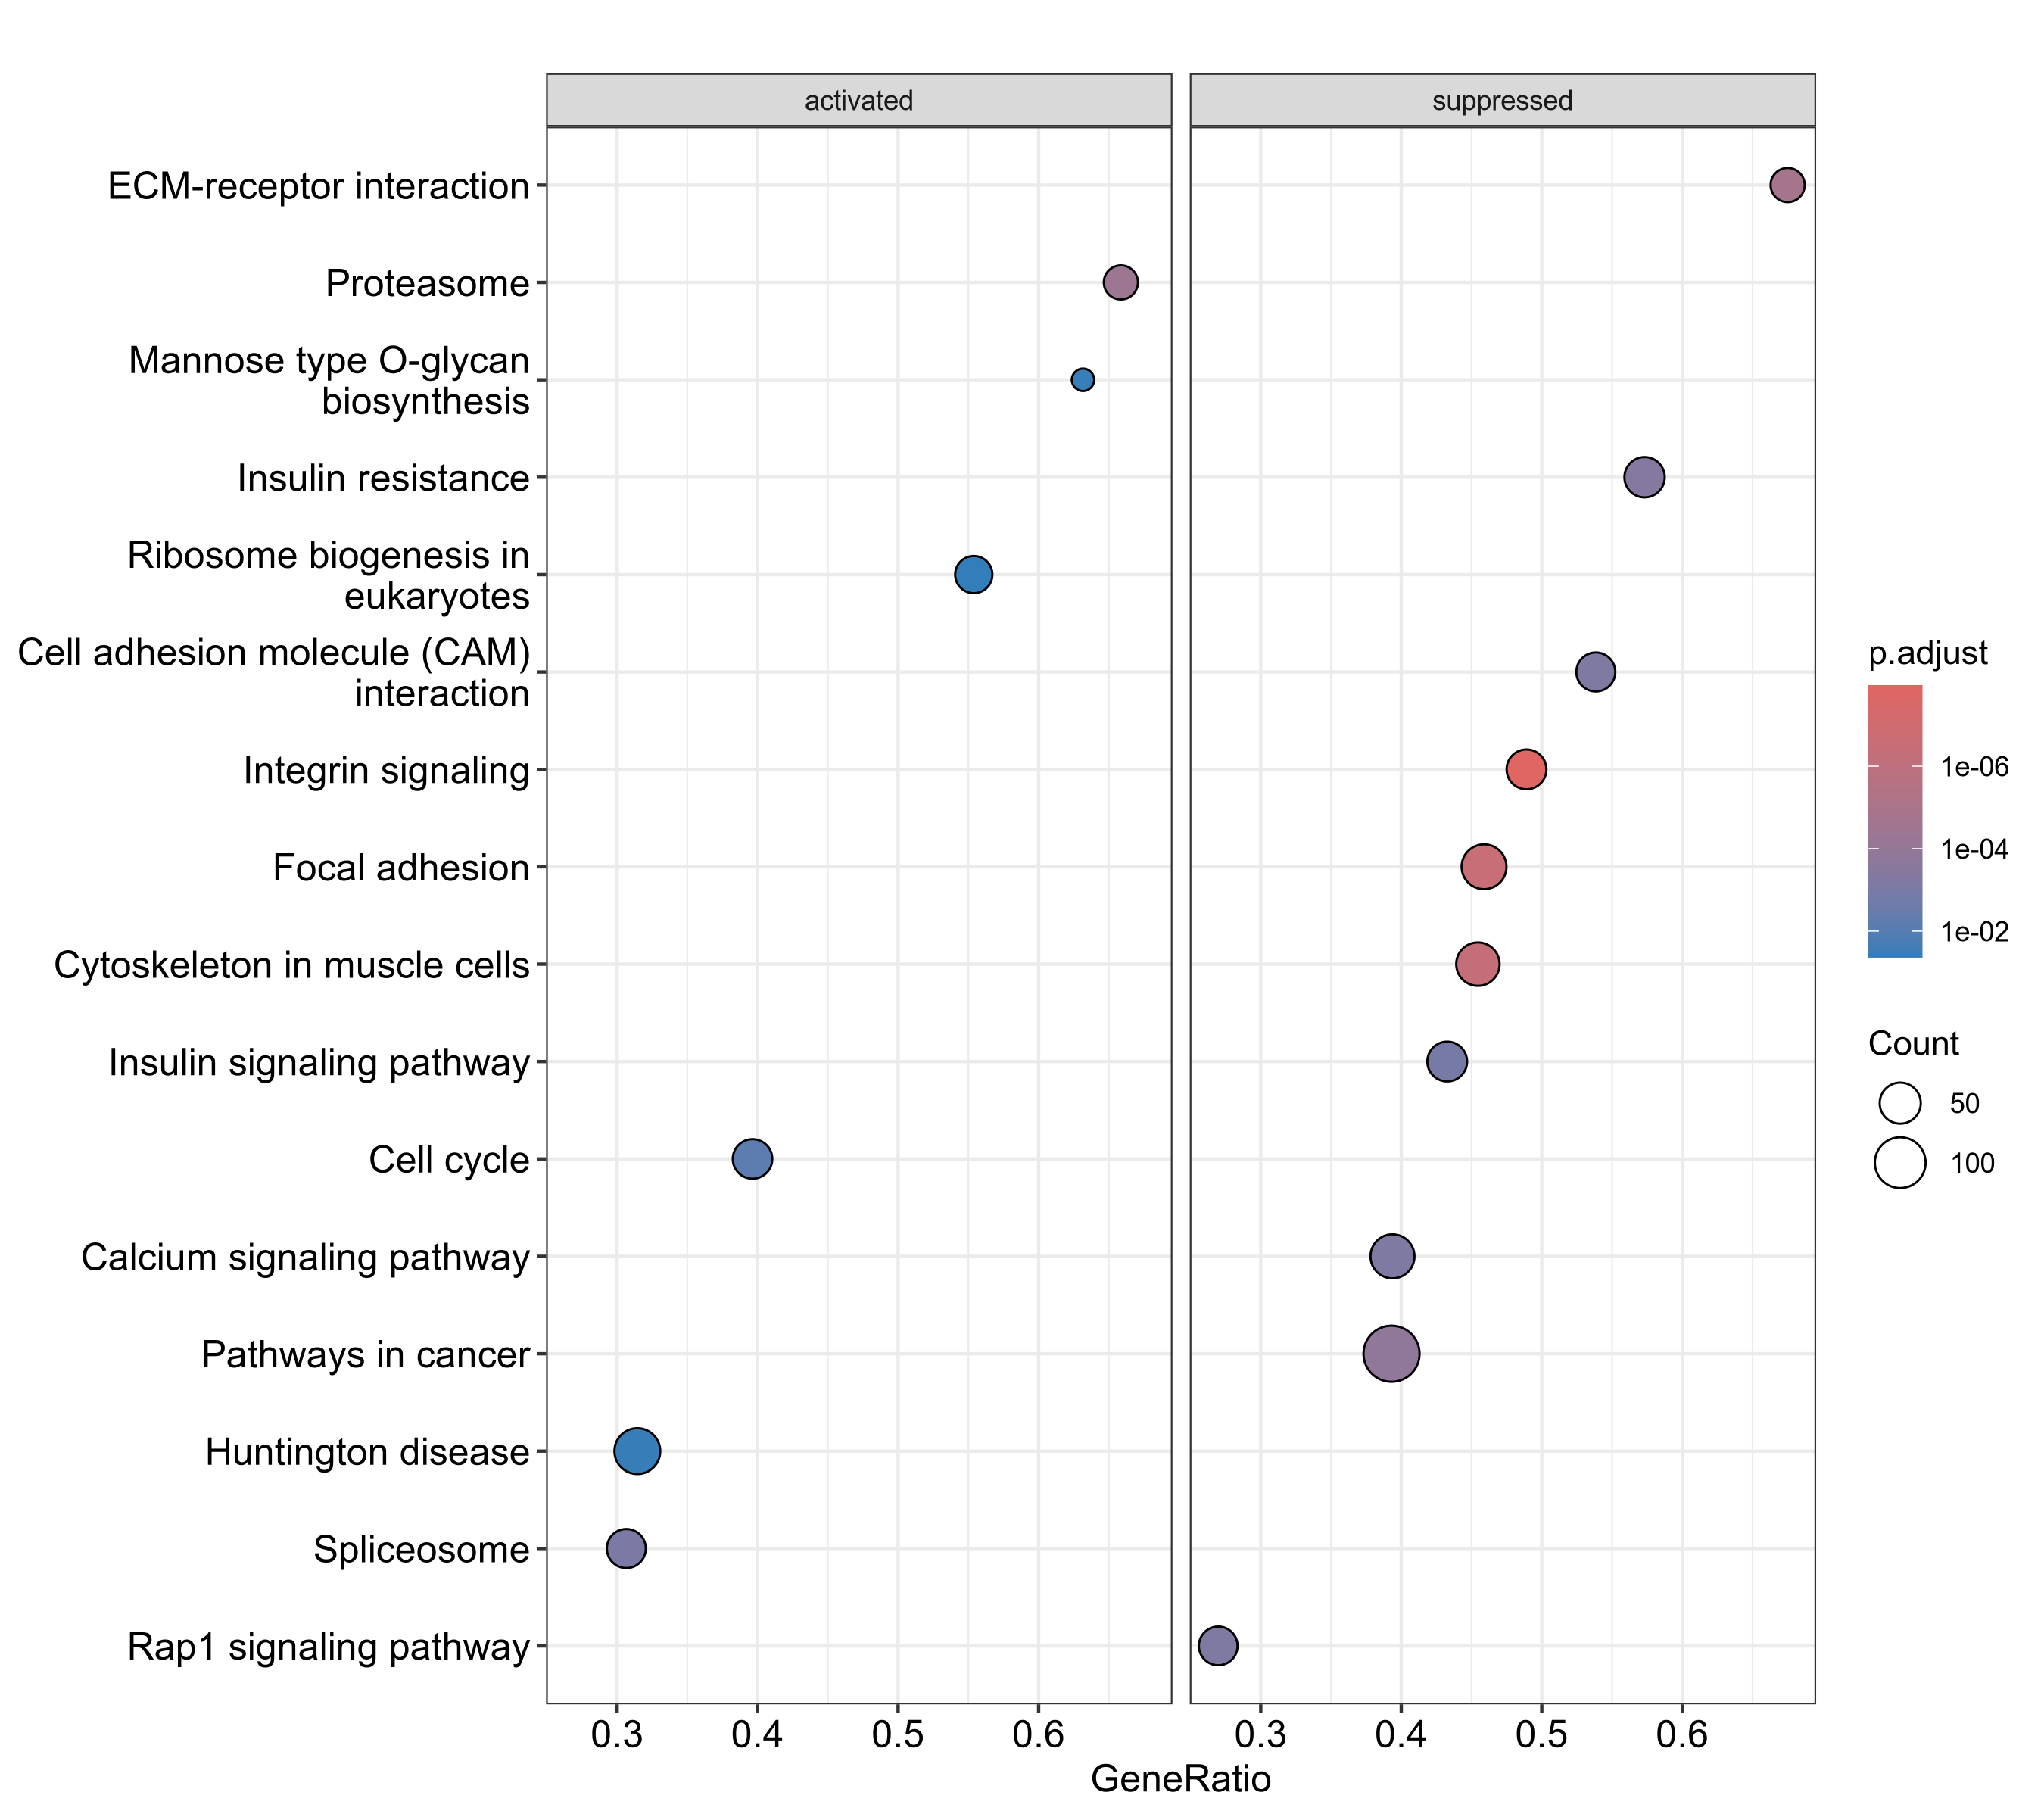 activated
suppressed
ECM-receptor interaction
Proteasome
Mannose type O-glycan
biosynthesis
Insulin resistance
Ribosome biogenesis in
eukaryotes
Cell adhesion molecule (CAM)
interaction
Integrin signaling
Focal adhesion
Cytoskeleton in muscle cells
Insulin signaling pathway
Cell cycle
Calcium signaling pathway
Pathways in cancer
Huntington disease
Spliceosome
Rap1 signaling pathway
0.3 0.4 0.5 0.6
0.3 0.4 0.5 0.6
GeneRatio
p.adjust
1e-06
1e-04
1e-02
Count
50
100